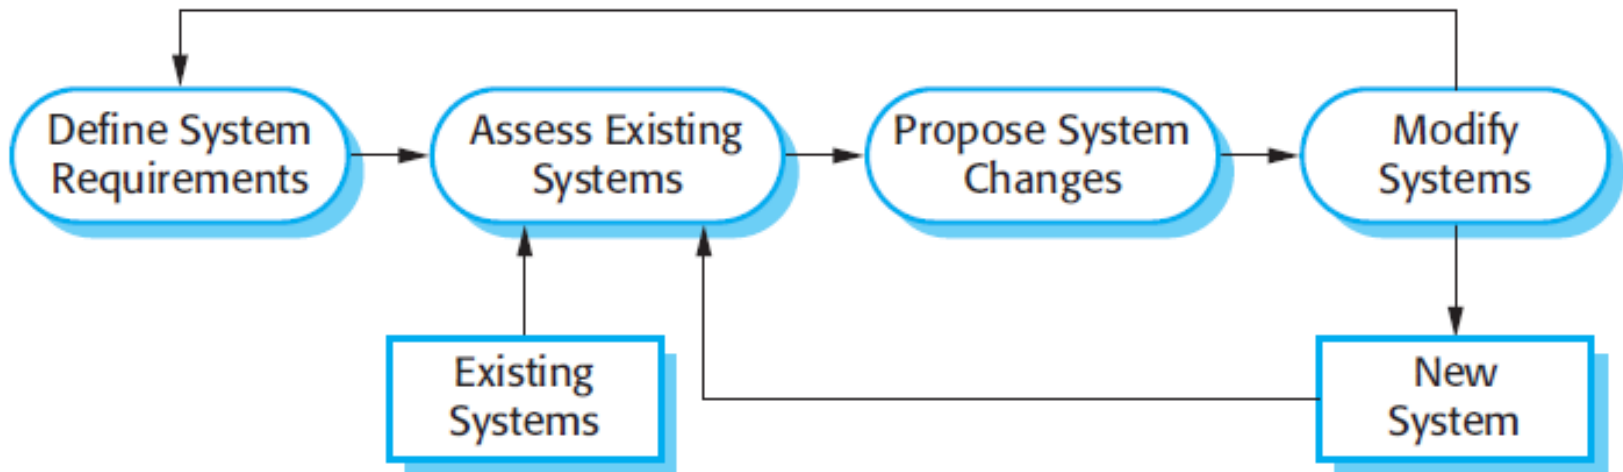 Define System
Requirements
Assess Existing
Systems
Propose System
Changes
Modify
Systems
Existing
Systems
New
System